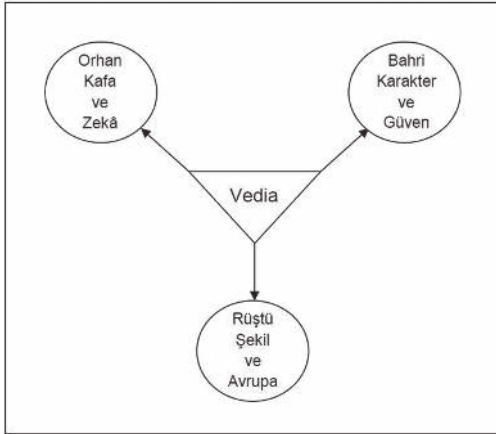 Orhan
Kafa
ve
Zekâ
Bahri
Karakter
ve
Güven
Vedia
Rüştü
Şekil
ve
Avrupa